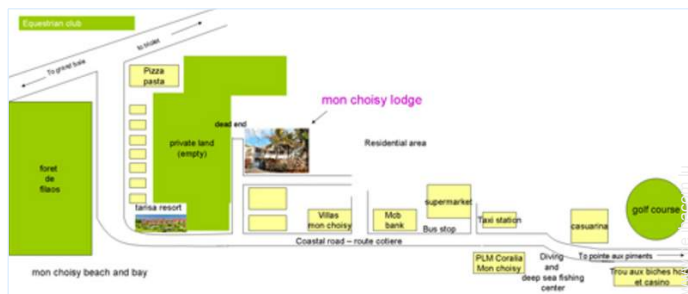 Equestrian club
To grand baie
to triolet
Pizza
pasta
mon choisy lodge
dead end
private land
(empty)
Residential area
foret
de
filaos
tarisa resort
Villas
mon choisy
Mcb
bank
supermarket
Bus stop
Taxi station
casuarina
golf course
Coastal road – route cotiere
PLM Coralia
Mon choisy
Diving
and
deep sea fishing
center
To pointe aux piments
Trou aux biches
et casino
mon choisy beach and bay